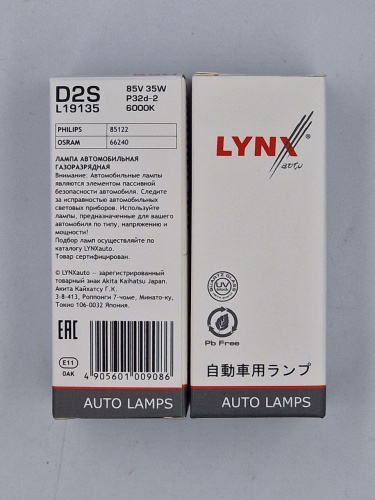 D2S
L19135
85V 35W
P32d-2
6000K
PHILIPS 85122
OSRAM 66240
ЛАМПА АВТОМОБИЛЬНАЯ
ГАЗОРАЗРЯДНАЯ
Внимание: Автомобильные лампы
являются элементом пассивной
безопасности автомобиля. Следите
за исправностью автомобильных
световых приборов. Используйте
лампы, предназначенные для вашего
автомобиля по типу, напряжению и
мощности!
Подбор ламп осуществляйте по
каталогу LYNXauto.
Товар сертифицирован.
© LYNXauto — зарегистрированный
товарный знак Akita Kaihatsu Japan.
Акита Кайхатсу Г.К.
3-8-413, Роппонги 7-чоме, Минато-ку,
Токио 106-0032 Япония.
EAC
E11
0AK
4 905601 009086
AUTO LAMPS
LYNX®
auto
QUARTZ GLASS
UV
Pb Free
自動車用ランプ
AUTO LAMPS